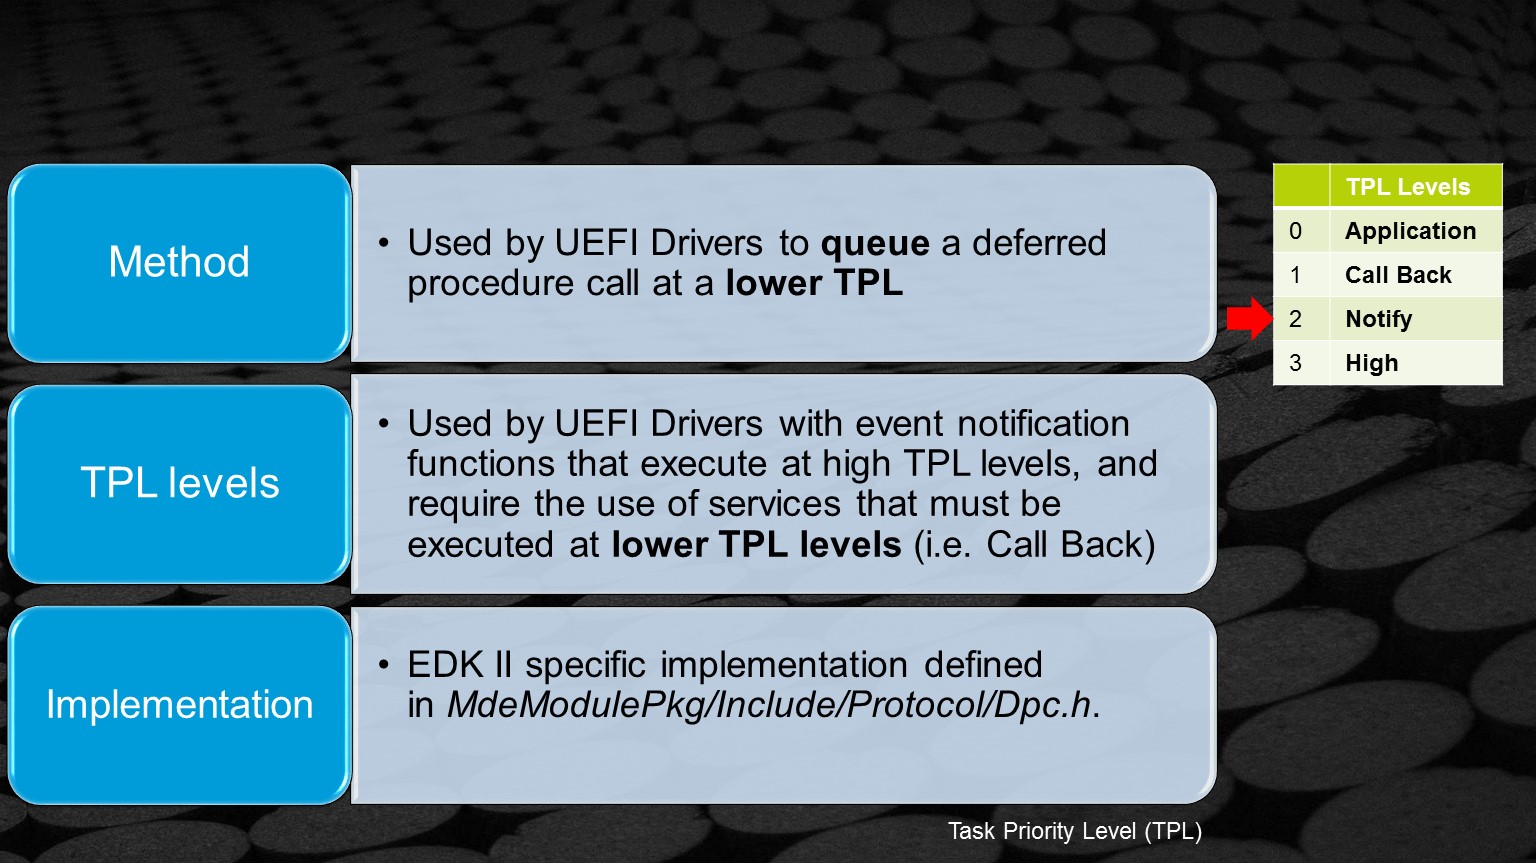 Method
• Used by UEFI Drivers to queue a deferred
procedure call at a lower TPL
TPL levels
• Used by UEFI Drivers with event notification
functions that execute at high TPL levels, and
require the use of services that must be
executed at lower TPL levels (i.e. Call Back)
Implementation
• EDK II specific implementation defined
in MdeModulePkg/Include/Protocol/Dpc.h.
TPL Levels
0 Application
1 Call Back
2 Notify
3 High
Task Priority Level (TPL)